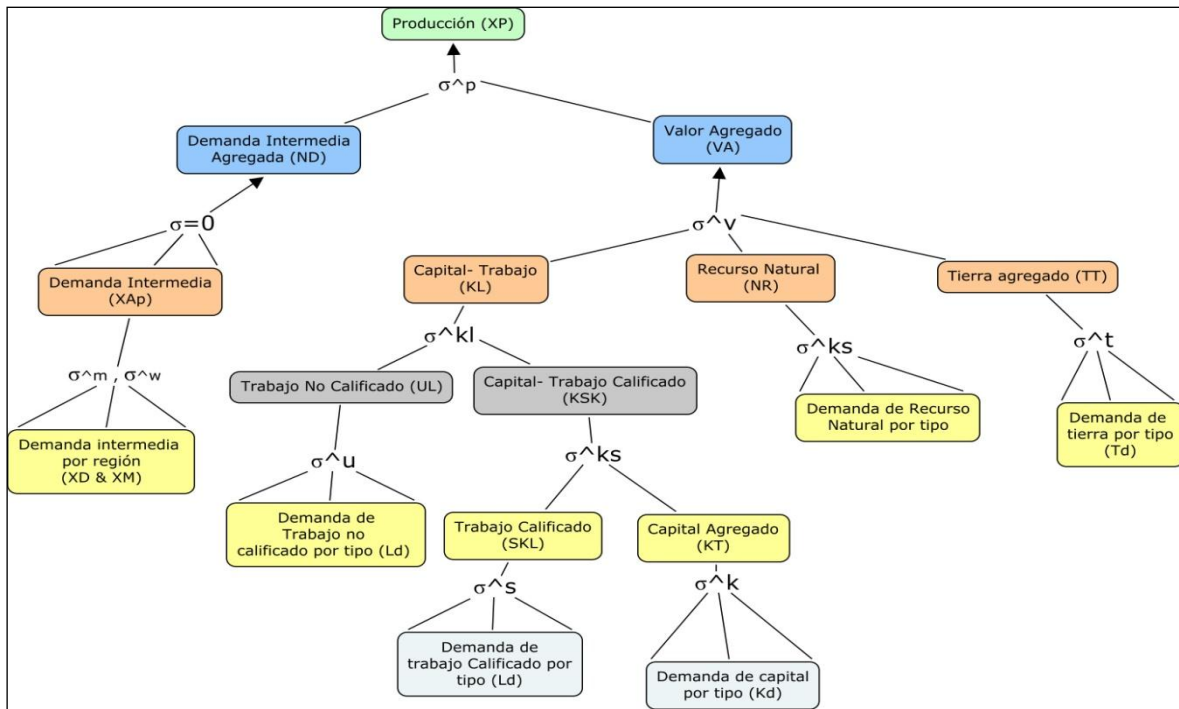 Producción (XP)
σ^p
Demanda Intermedia
Agregada (ND)
Valor Agregado
(VA)
σ=0
σ^v
Demanda Intermedia
(XAp)
Capital- Trabajo
(KL)
Recurso Natural
(NR)
Tierra agregado (TT)
σ^kl
σ^ks
σ^t
σ^m , σ^w
Trabajo No Calificado (UL)
Capital- Trabajo Calificado
(KSK)
Demanda de Recurso
Natural por tipo
Demanda de
tierra por tipo
(Td)
Demanda intermedia
por región
(XD & XM)
σ^u
σ^ks
Demanda de
Trabajo no
calificado por tipo (Ld)
Trabajo Calificado
(SKL)
Capital Agregado
(KT)
σ^s
σ^k
Demanda de
trabajo Calificado por
tipo (Ld)
Demanda de capital
por tipo (Kd)